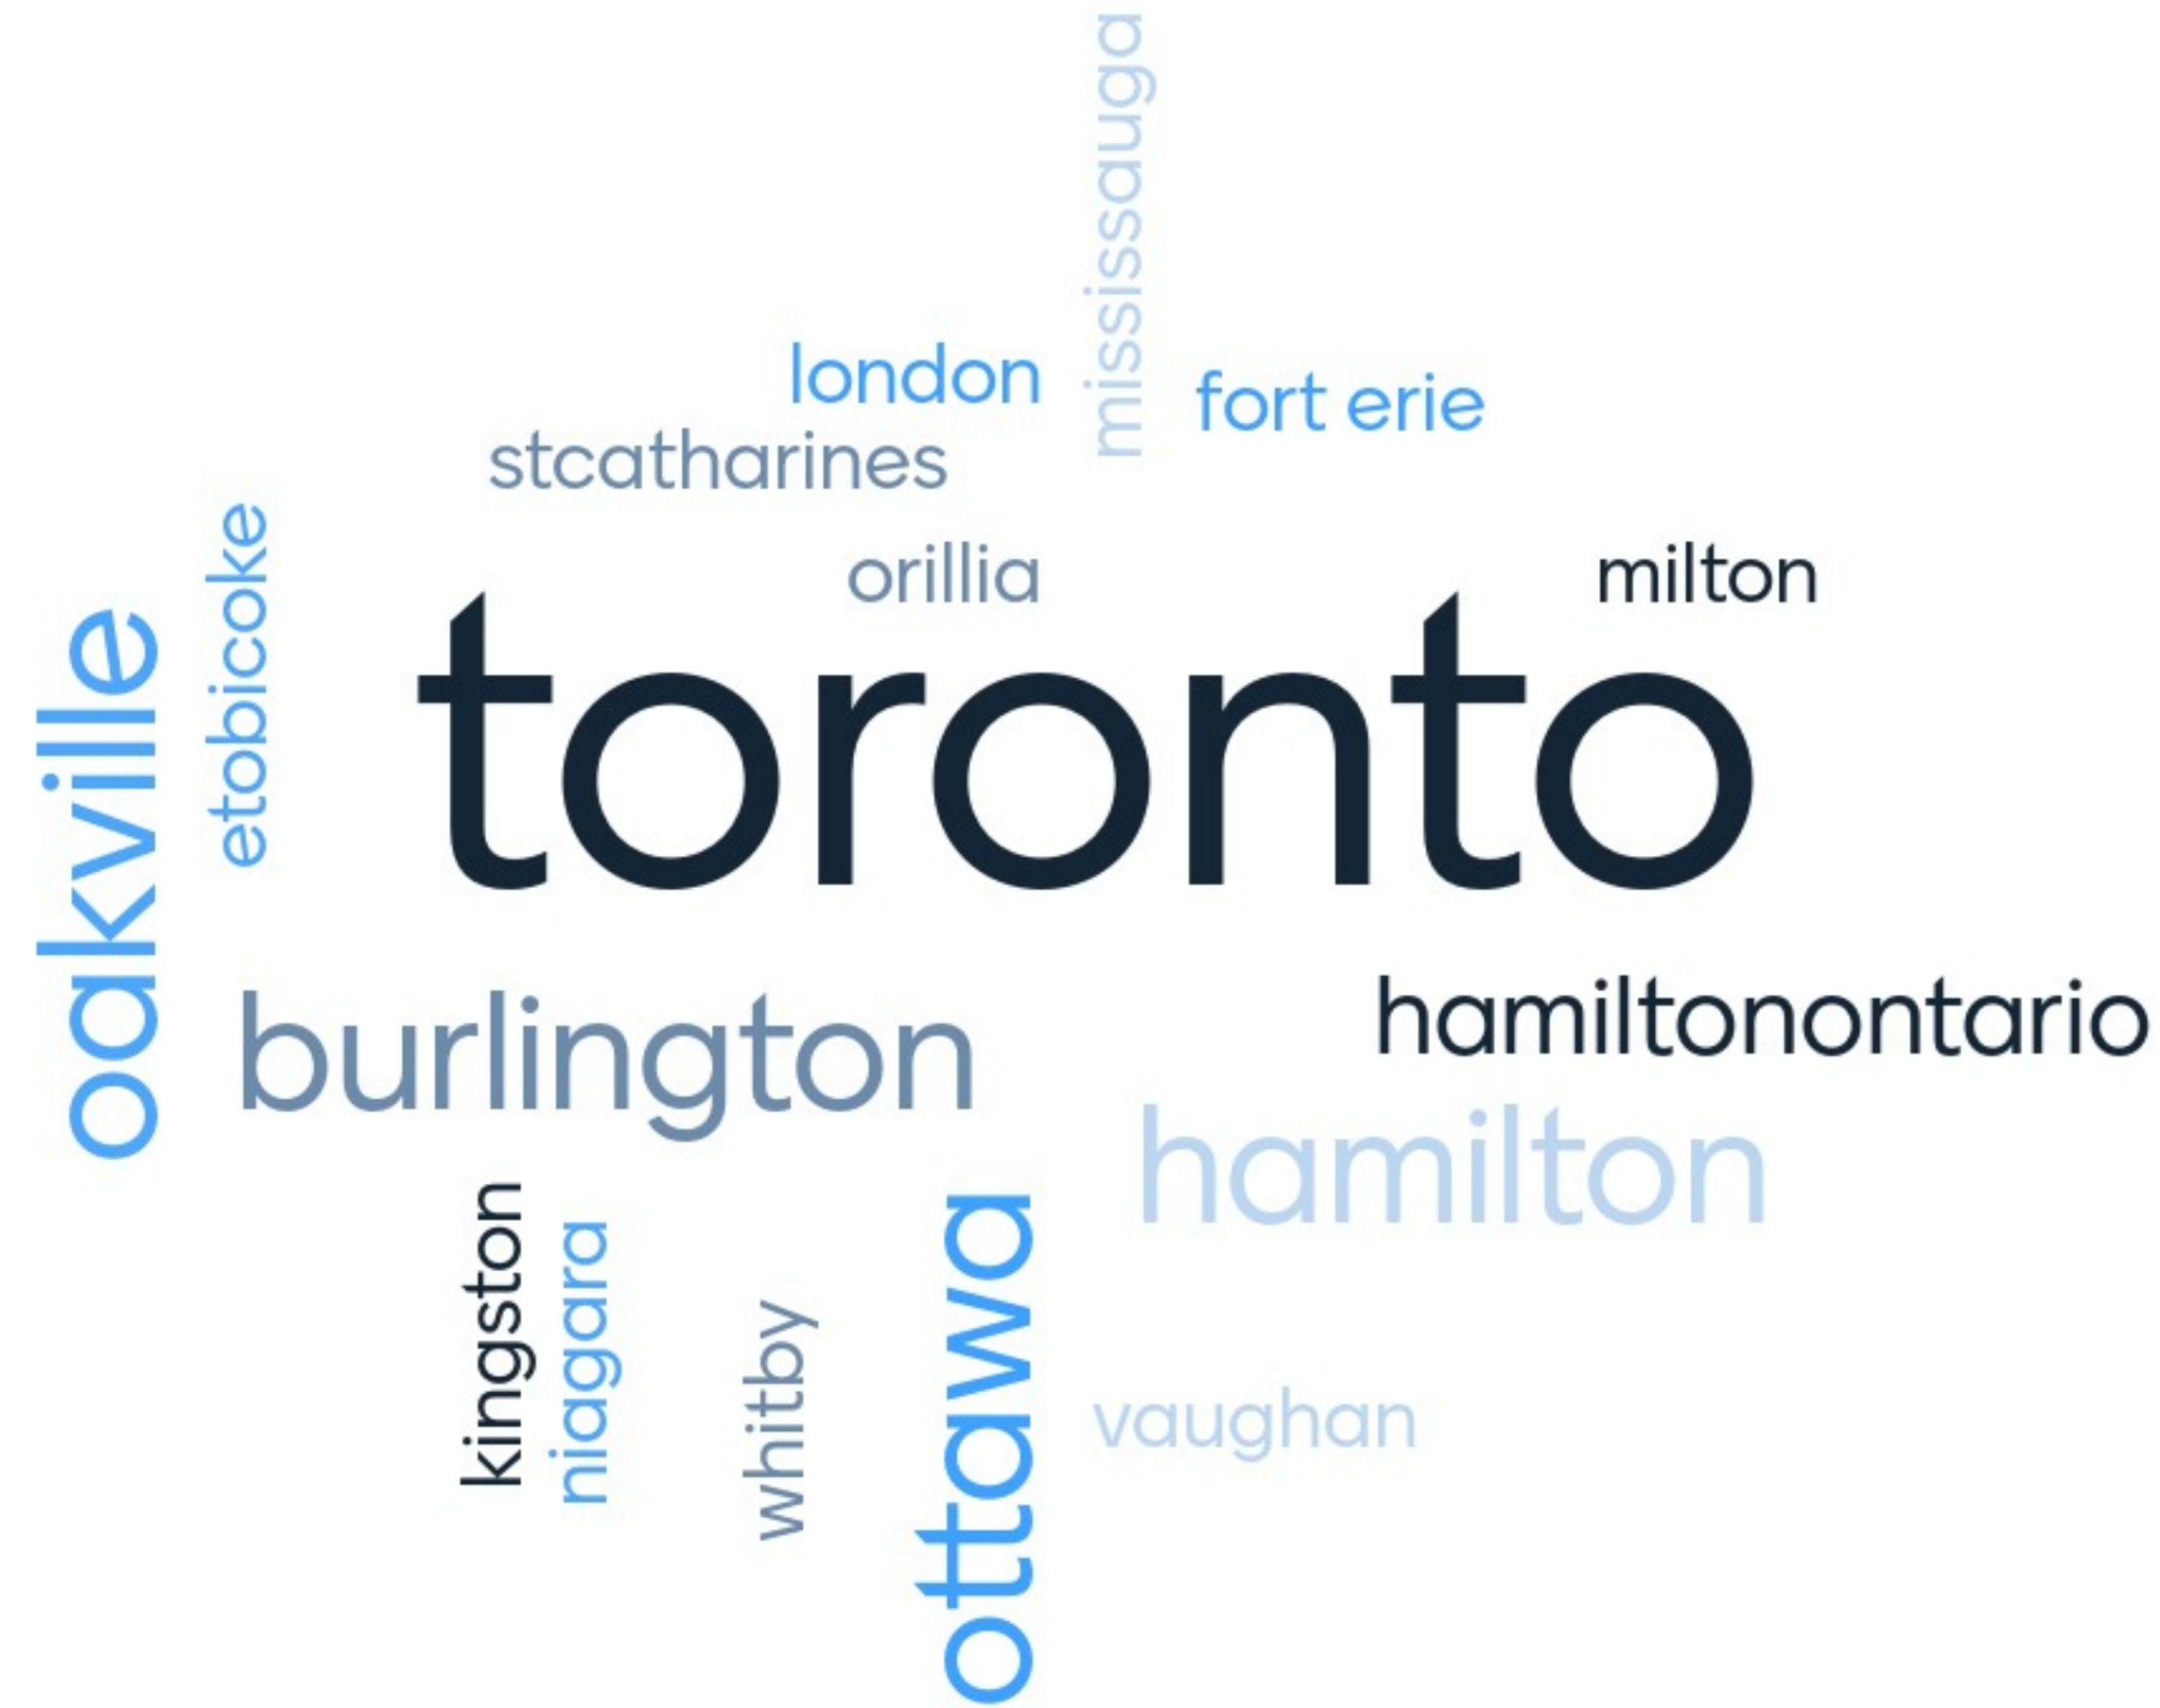 mississauga
london
fort erie
stcatharines
etobicoke
orillia
milton
oakville
toronto
burlington
hamiltonontario
hamilton
kingston
niagara
whitby
ottawa
vaughan